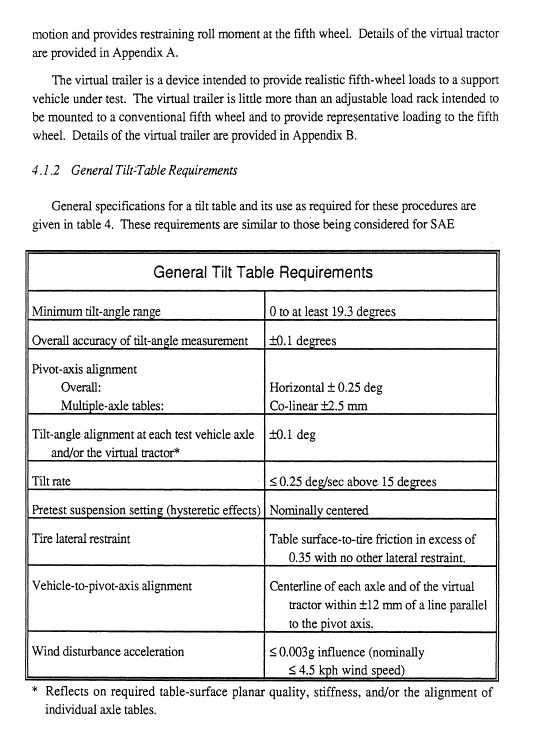 motion and provides restraining roll moment at the fifth wheel. Details of the virtual tractor
are provided in Appendix A.
The virtual trailer is a device intended to provide realistic fifth-wheel loads to a support
vehicle under test. The virtual trailer is little more than an adjustable load rack intended to
be mounted to a conventional fifth wheel and to provide representative loading to the fifth
wheel. Details of the virtual trailer are provided in Appendix B.
4.1.2 General Tilt-Table Requirements
General specifications for a tilt table and its use as required for these procedures are
given in table 4. These requirements are similar to those being considered for SAE
General Tilt Table Requirements
Minimum tilt-angle range 0 to at least 19.3 degrees
Overall accuracy of tilt-angle measurement ±0.1 degrees
Pivot-axis alignment
Overall: Horizontal ± 0.25 deg
Multiple-axle tables: Co-linear ±2.5 mm
Tilt-angle alignment at each test vehicle axle ±0.1 deg
and/or the virtual tractor*
Tilt rate ≤ 0.25 deg/sec above 15 degrees
Pretest suspension setting (hysteretic effects) Nominally centered
Tire lateral restraint Table surface-to-tire friction in excess of
0.35 with no other lateral restraint.
Vehicle-to-pivot-axis alignment Centerline of each axle and of the virtual
tractor within ±12 mm of a line parallel
to the pivot axis.
Wind disturbance acceleration ≤ 0.003g influence (nominally
≤ 4.5 kph wind speed)
* Reflects on required table-surface planar quality, stiffness, and/or the alignment of
individual axle tables.